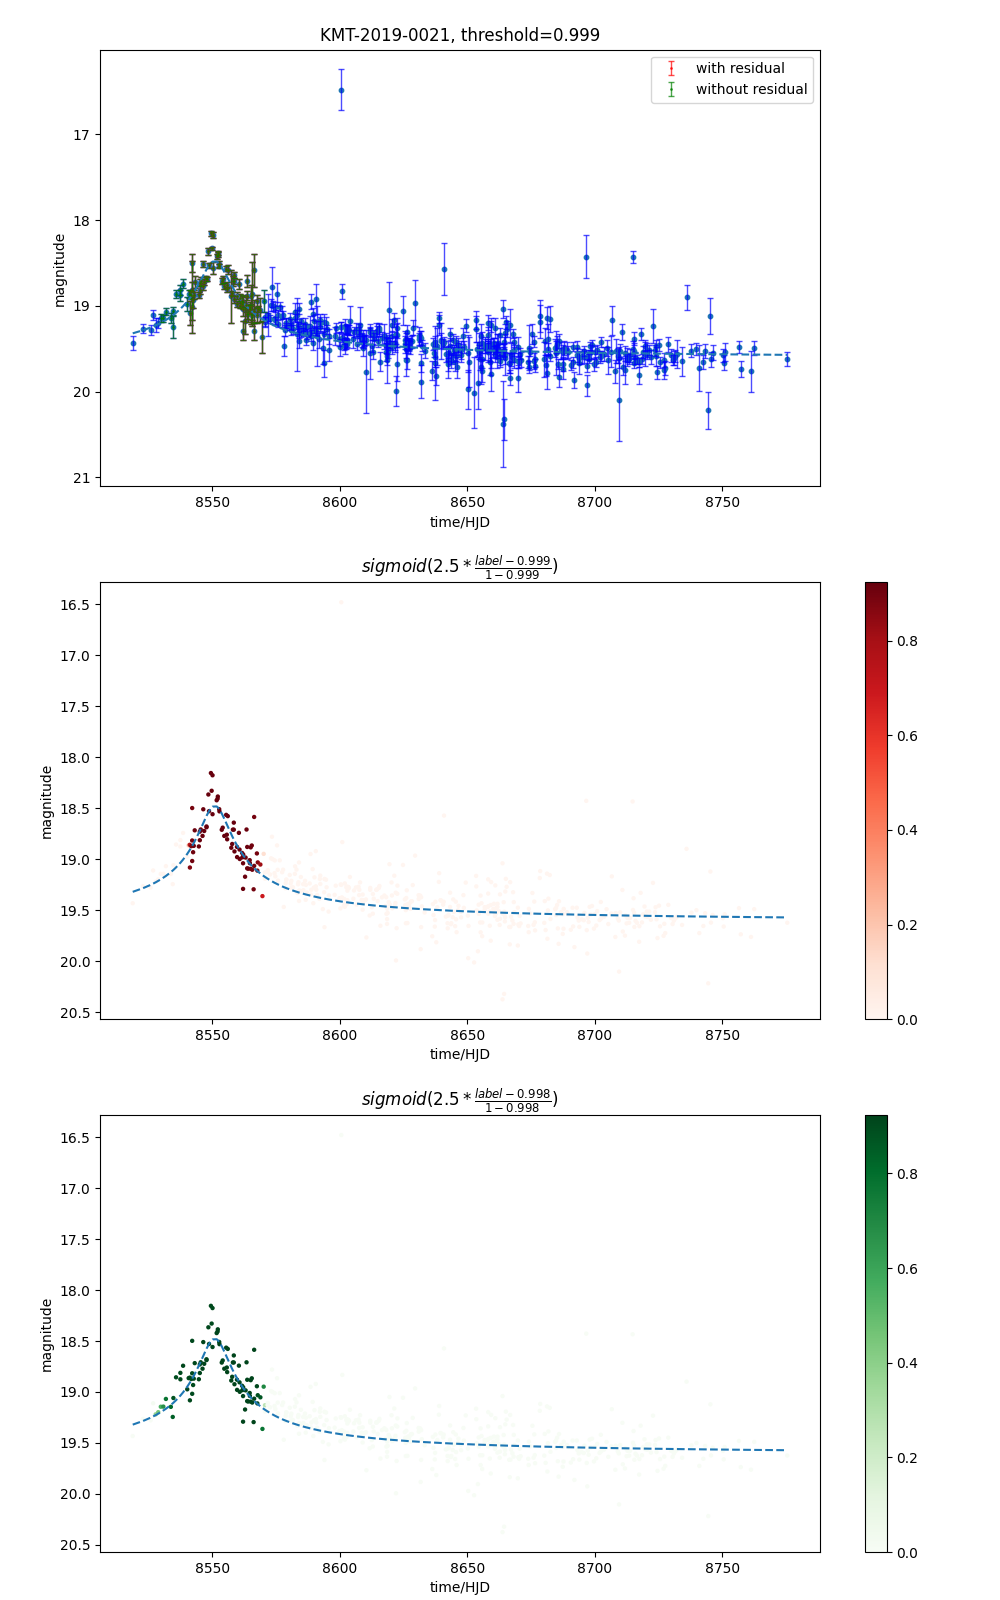 KMT-2019-0021, threshold=0.999
with residual
without residual
17
18
19
20
21
magnitude
8550 8600 8650 8700 8750
time/HJD
sigmoid(2.5 * \frac{label-0.999}{1-0.999})
16.5
17.0
17.5
18.0
18.5
19.0
19.5
20.0
20.5
magnitude
8550 8600 8650 8700 8750
time/HJD
0.8
0.6
0.4
0.2
0.0
sigmoid(2.5 * \frac{label-0.998}{1-0.998})
16.5
17.0
17.5
18.0
18.5
19.0
19.5
20.0
20.5
magnitude
8550 8600 8650 8700 8750
time/HJD
0.8
0.6
0.4
0.2
0.0